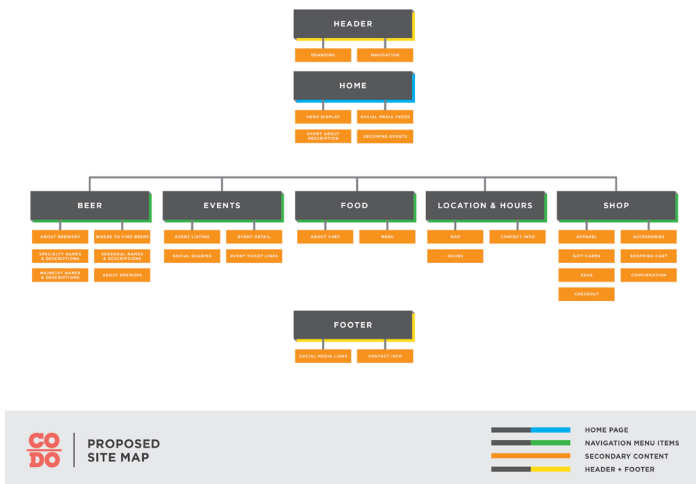 HEADER
BRANDING
NAVIGATION
HOME
HERO DISPLAY
SOCIAL MEDIA FEEDS
SHORT ABOUT
DESCRIPTION
UPCOMING EVENTS
BEER
EVENTS
FOOD
LOCATION & HOURS
SHOP
ABOUT BREWERY
WHERE TO FIND BEERS
SPECIALTY NAMES
& DESCRIPTIONS
SEASONAL NAMES
& DESCRIPTIONS
MAINSTAY NAMES
& DESCRIPTIONS
ABOUT BREWERS
EVENT LISTING
EVENT DETAIL
SOCIAL SHARING
EVENT TICKET LINKS
ABOUT CHEF
MENU
MAP
CONTACT INFO
HOURS
APPAREL
ACCESSORIES
GIFT CARDS
SHOPPING CART
KEGS
CONFIRMATION
CHECKOUT
FOOTER
SOCIAL MEDIA LINKS
CONTACT INFO
CO
DO
PROPOSED
SITE MAP
HOME PAGE
NAVIGATION MENU ITEMS
SECONDARY CONTENT
HEADER + FOOTER